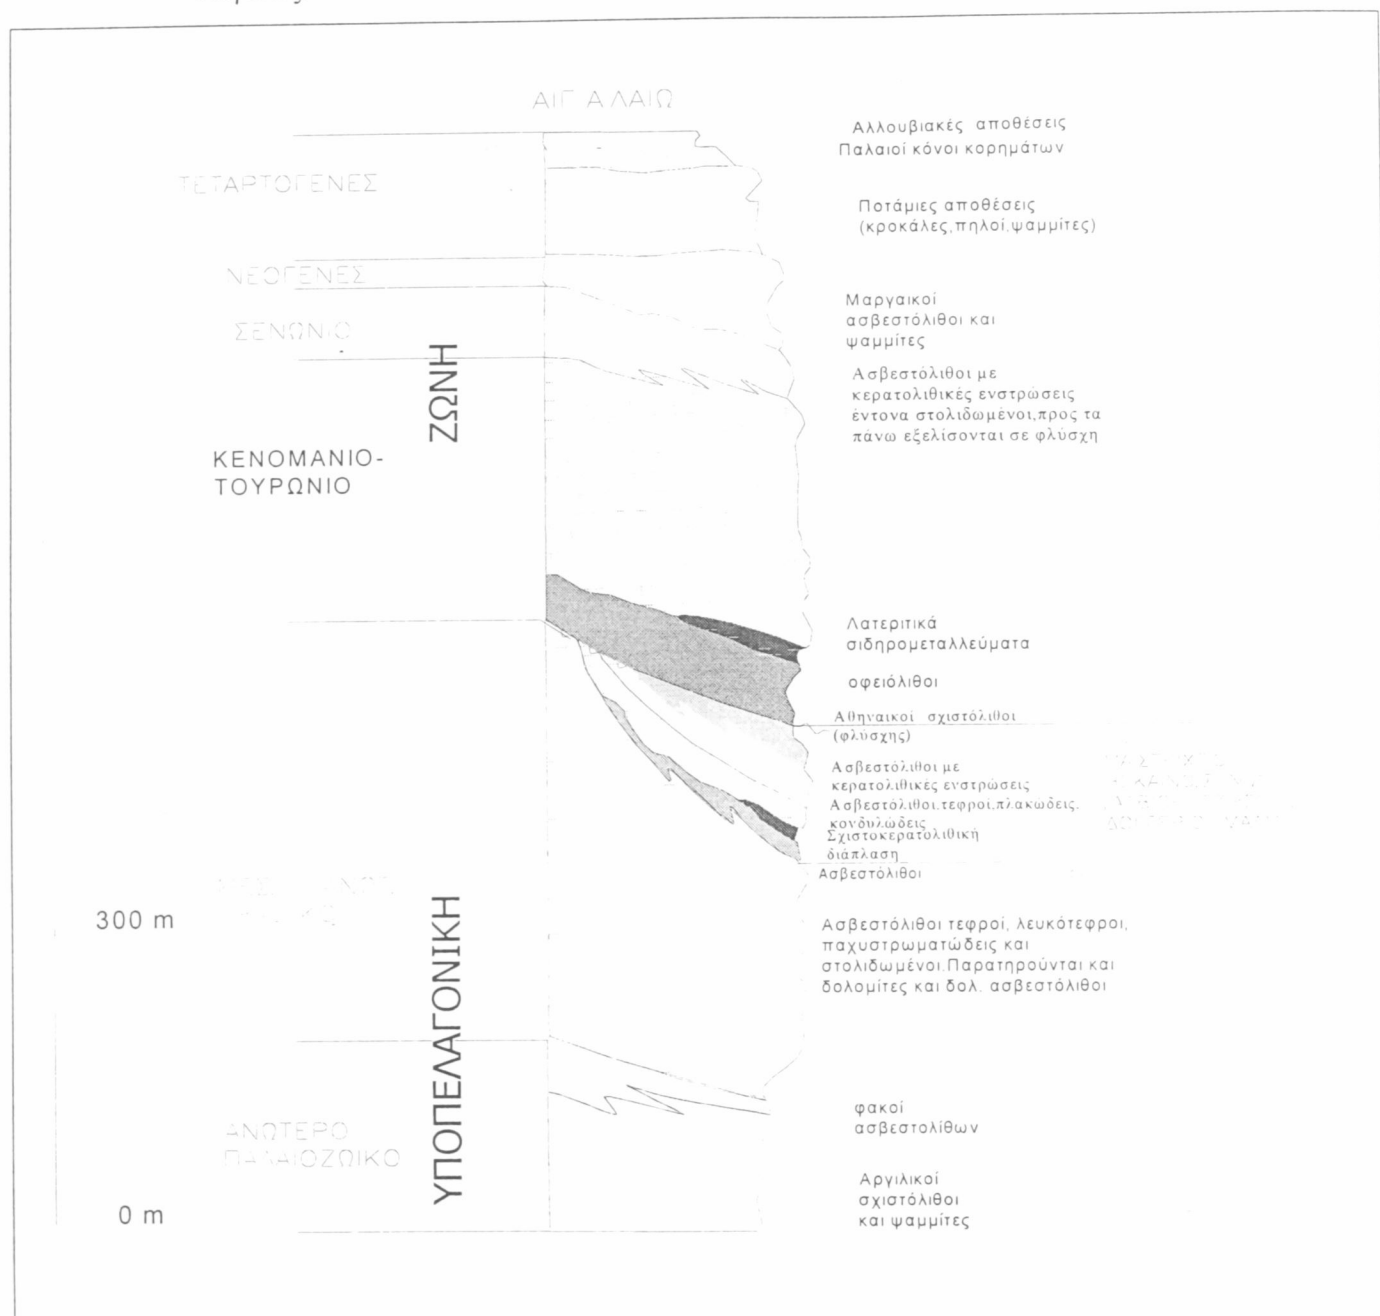 ΑΙΓΑΛΑΙΩ
ΤΕΤΑΡΤΟΓΕΝΕΣ
ΝΕΟΓΕΝΕΣ
ΣΕΝΩΝΙΟ
ΚΕΝΟΜΑΝΙΟ-
ΤΟΥΡΩΝΙΟ
ΑΝΩΤΕΡΟ
ΠΑΛΑΙΟΖΩΙΚΟ
300 m
0 m
ΥΠΟΠΕΛΑΓΟΝΙΚΗ ΖΩΝΗ
Αλλουβιακές αποθέσεις
Παλαιοί κόνοι κορημάτων
Ποτάμιες αποθέσεις
(κροκάλες,πηλοί,ψαμμίτες)
Μαργαικοί
ασβεστόλιθοι και
ψαμμίτες
Ασβεστόλιθοι με
κερατολιθικές ενστρώσεις
έντονα στολιδωμένοι,προς τα
πάνω εξελίσονται σε φλύσχη
Λατεριτικά
σιδηρομεταλλεύματα
οφειόλιθοι
Αθηναικοί σχιστόλιθοι
(φλύσχης)
Ασβεστόλιθοι με
κερατολιθικές ενστρώσεις
Ασβεστόλιθοι,τεφροί,πλακώδεις,
κονδυλώδεις
Σχιστοκερατολιθική
διάπλαση
Ασβεστόλιθοι
Ασβεστόλιθοι τεφροί, λευκότεφροι,
παχυστρωματώδεις και
στολιδωμένοι.Παρατηρούνται και
δολομίτες και δολ. ασβεστόλιθοι
φακοί
ασβεστολίθων
Αργιλικοί
σχιστόλιθοι
και ψαμμίτες